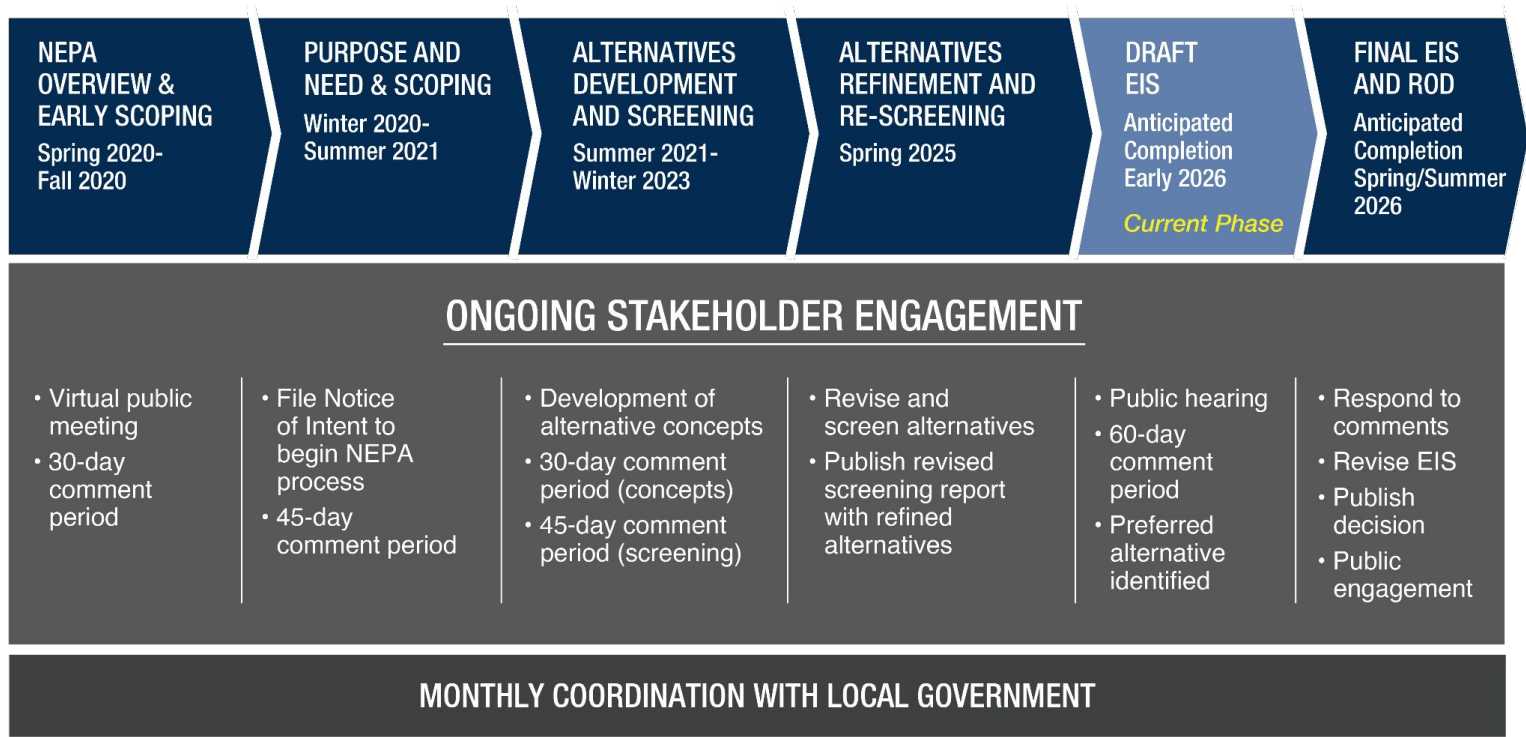 NEPA
OVERVIEW &
EARLY SCOPING
Spring 2020-
Fall 2020
PURPOSE AND
NEED & SCOPING
Winter 2020-
Summer 2021
ALTERNATIVES
DEVELOPMENT
AND SCREENING
Summer 2021-
Winter 2023
ALTERNATIVES
REFINEMENT AND
RE-SCREENING
Spring 2025
DRAFT
EIS
Anticipated
Completion
Early 2026
Current Phase
FINAL EIS
AND ROD
Anticipated
Completion
Spring/Summer
2026
ONGOING STAKEHOLDER ENGAGEMENT
• Virtual public
meeting
• 30-day
comment
period
• File Notice
of Intent to
begin NEPA
process
• 45-day
comment period
• Development of
alternative concepts
• 30-day comment
period (concepts)
• 45-day comment
period (screening)
• Revise and
screen alternatives
• Publish revised
screening report
with refined
alternatives
• Public hearing
• 60-day
comment
period
• Preferred
alternative
identified
• Respond to
comments
• Revise EIS
• Publish
decision
• Public
engagement
MONTHLY COORDINATION WITH LOCAL GOVERNMENT